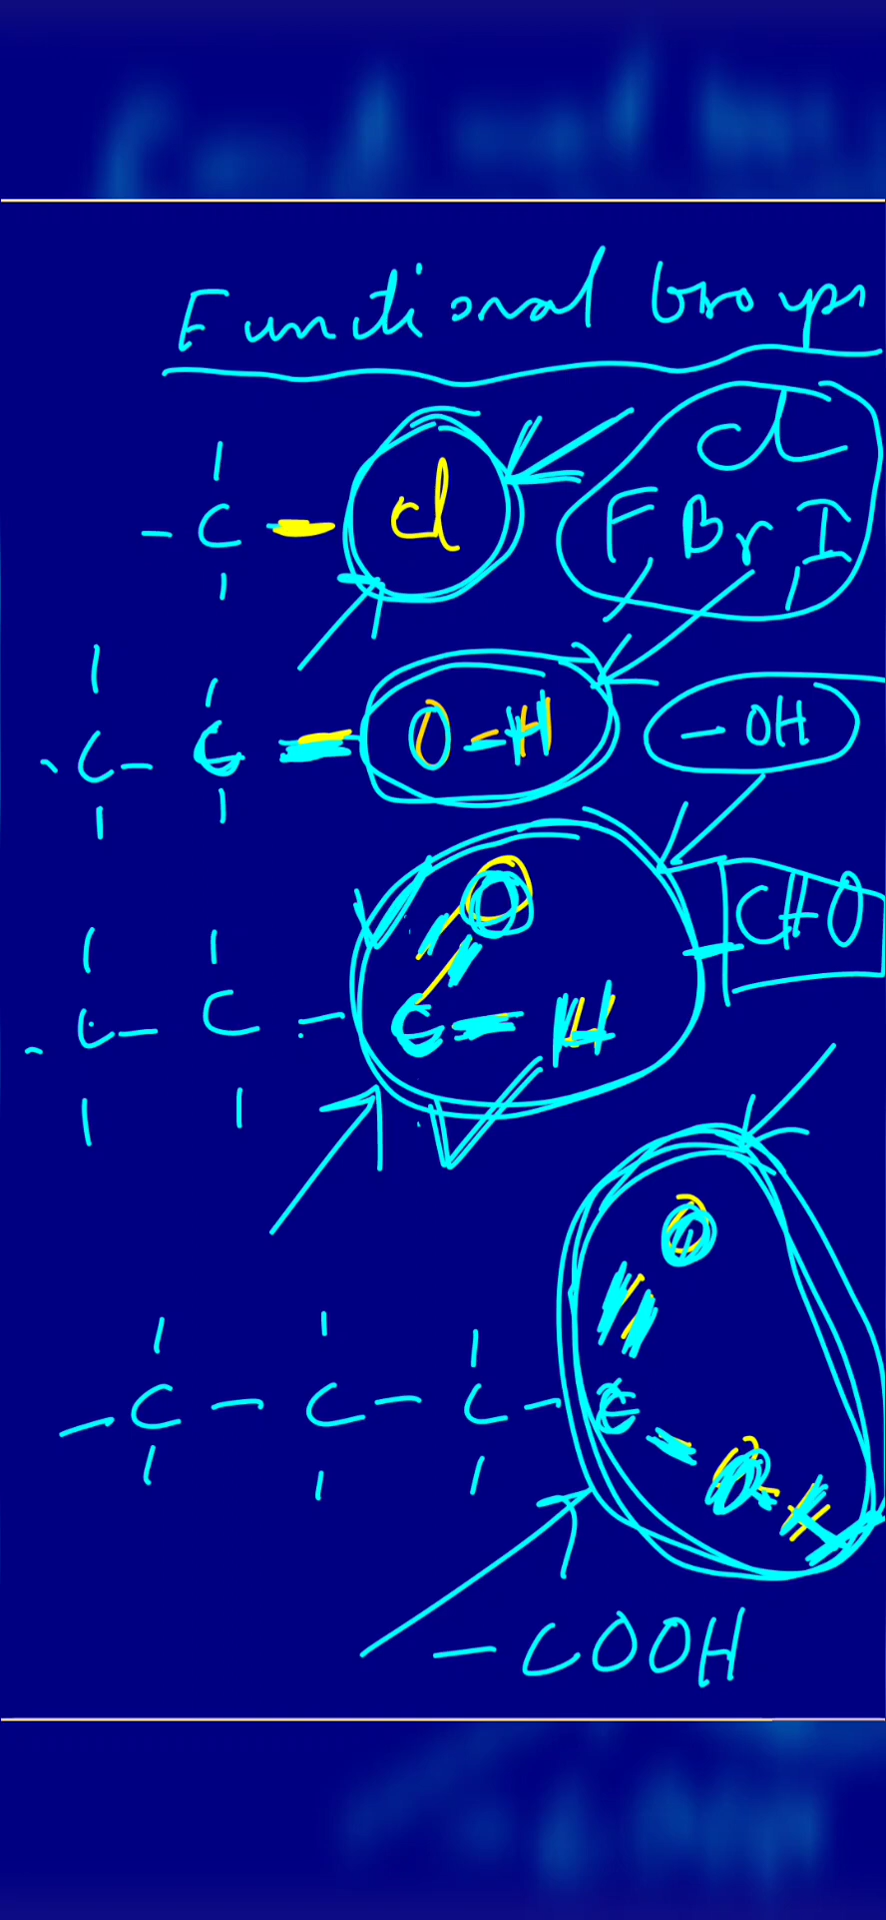 Functional Groups
Cl
F Br I
- C - Cl
- C - C - O - H
- OH
O
- C - C - C - H
- CHO
O
- C - C - C - C - O - H
- COOH